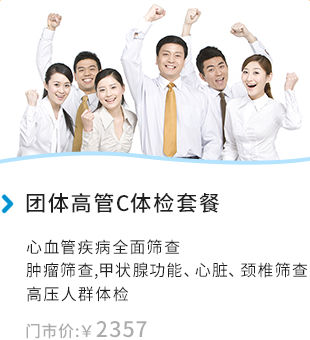 团体高管C体检套餐
心血管疾病全面筛查
肿瘤筛查,甲状腺功能、心脏、颈椎筛查
高压人群体检
门市价:￥2357